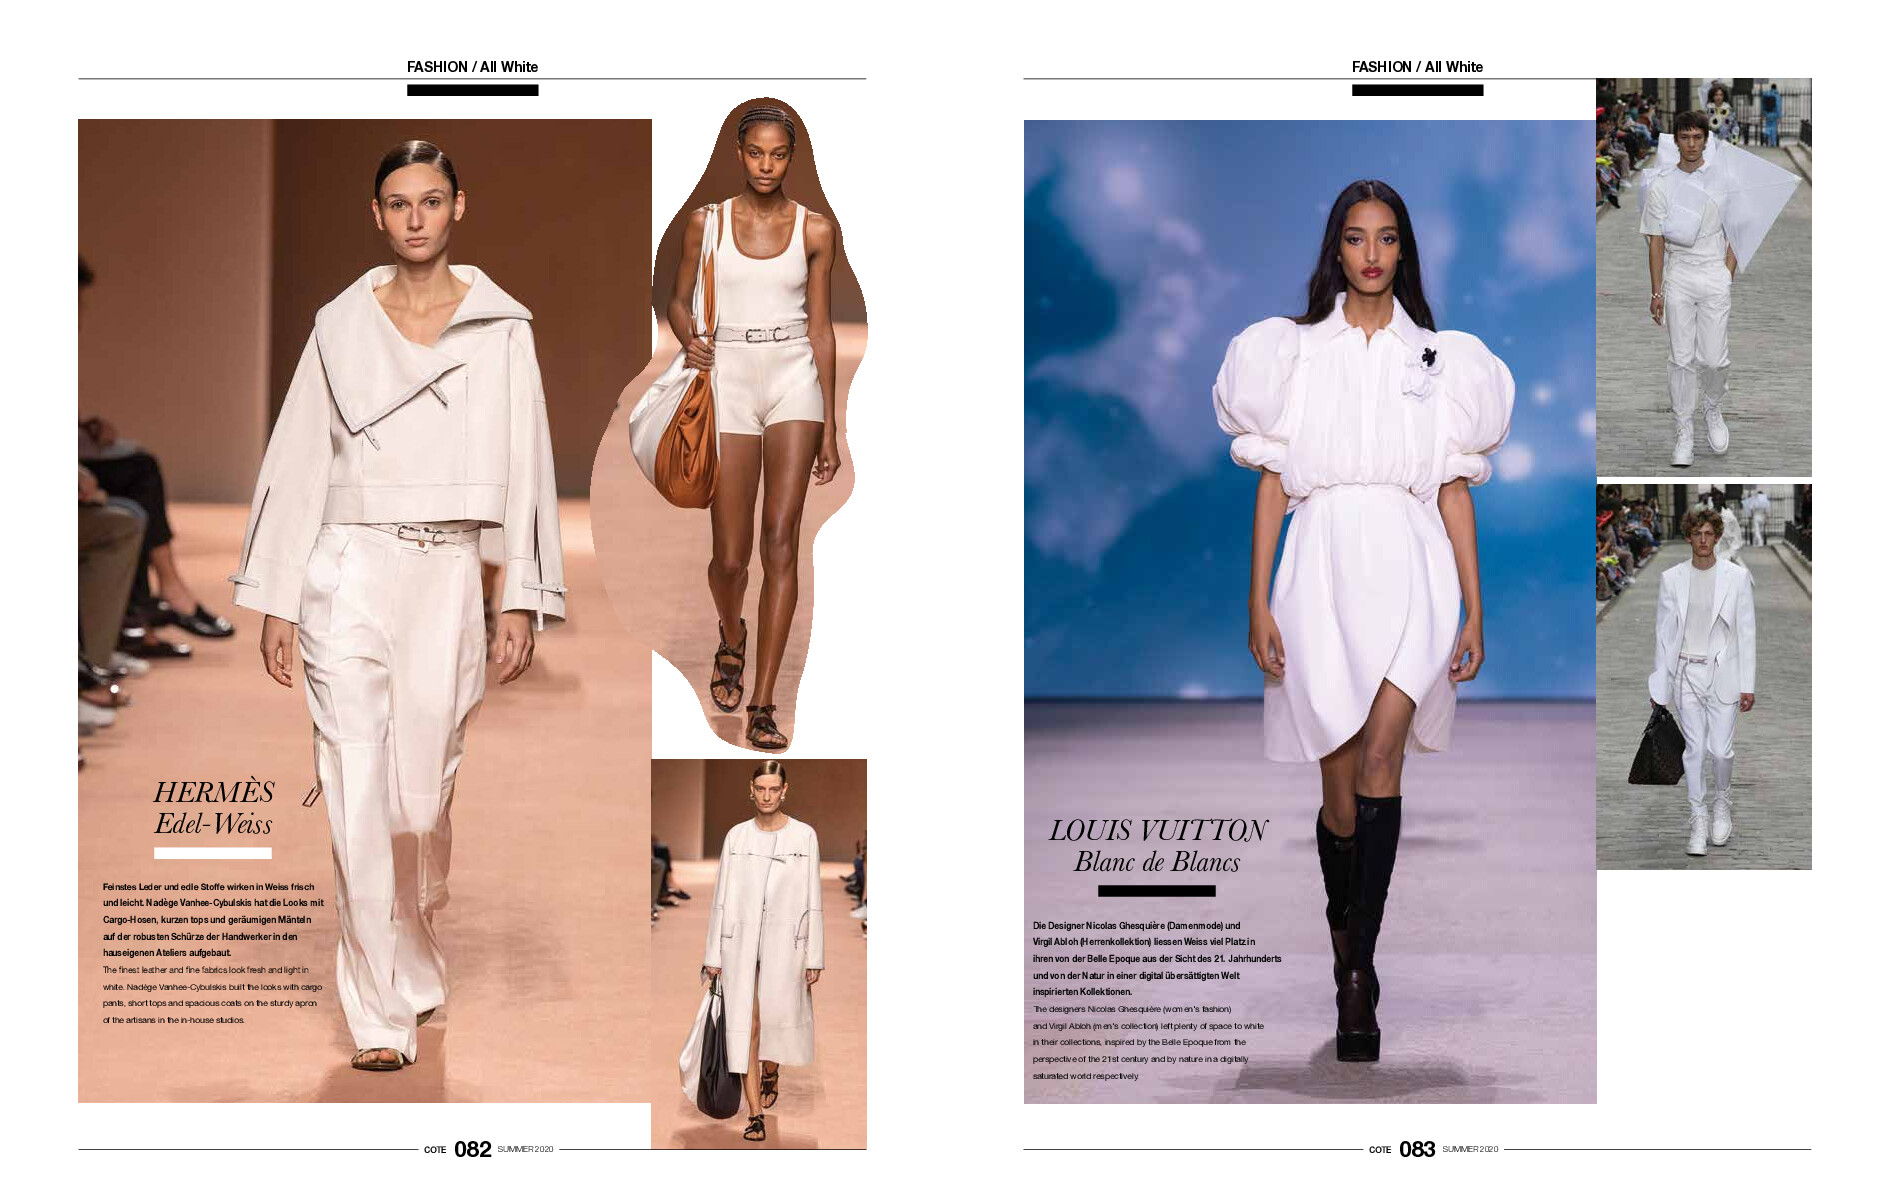 FASHION / All White
HERMÈS
Edel-Weiss
Feinstes Leder und edle Stoffe wirken in Weiss frisch
und leicht. Nadège Vanhee-Cybulskis hat die Looks mit
Cargo-Hosen, kurzen tops und geräumigen Mänteln
auf der robusten Schürze der Handwerker in den
hauseigenen Ateliers aufgebaut.
The finest leather and fine fabrics look fresh and light in
white. Nadège Vanhee-Cybulskis built the looks with cargo
pants, short tops and spacious coats on the sturdy apron
of the artisans in the in-house studios.
COTE 082 SUMMER 2020
FASHION / All White
LOUIS VUITTON
Blanc de Blancs
Die Designer Nicolas Ghesquière (Damenmode) und
Virgil Abloh (Herrenkollektion) liessen Weiss viel Platz in
ihren von der Belle Epoque aus der Sicht des 21. Jahrhunderts
und von der Natur in einer digital übersättigten Welt
inspirierten Kollektionen.
The designers Nicolas Ghesquière (women's fashion)
and Virgil Abloh (men's collection) left plenty of space to white
in their collections, inspired by the Belle Epoque from the
perspective of the 21st century and by nature in a digitally
saturated world respectively.
COTE 083 SUMMER 2020